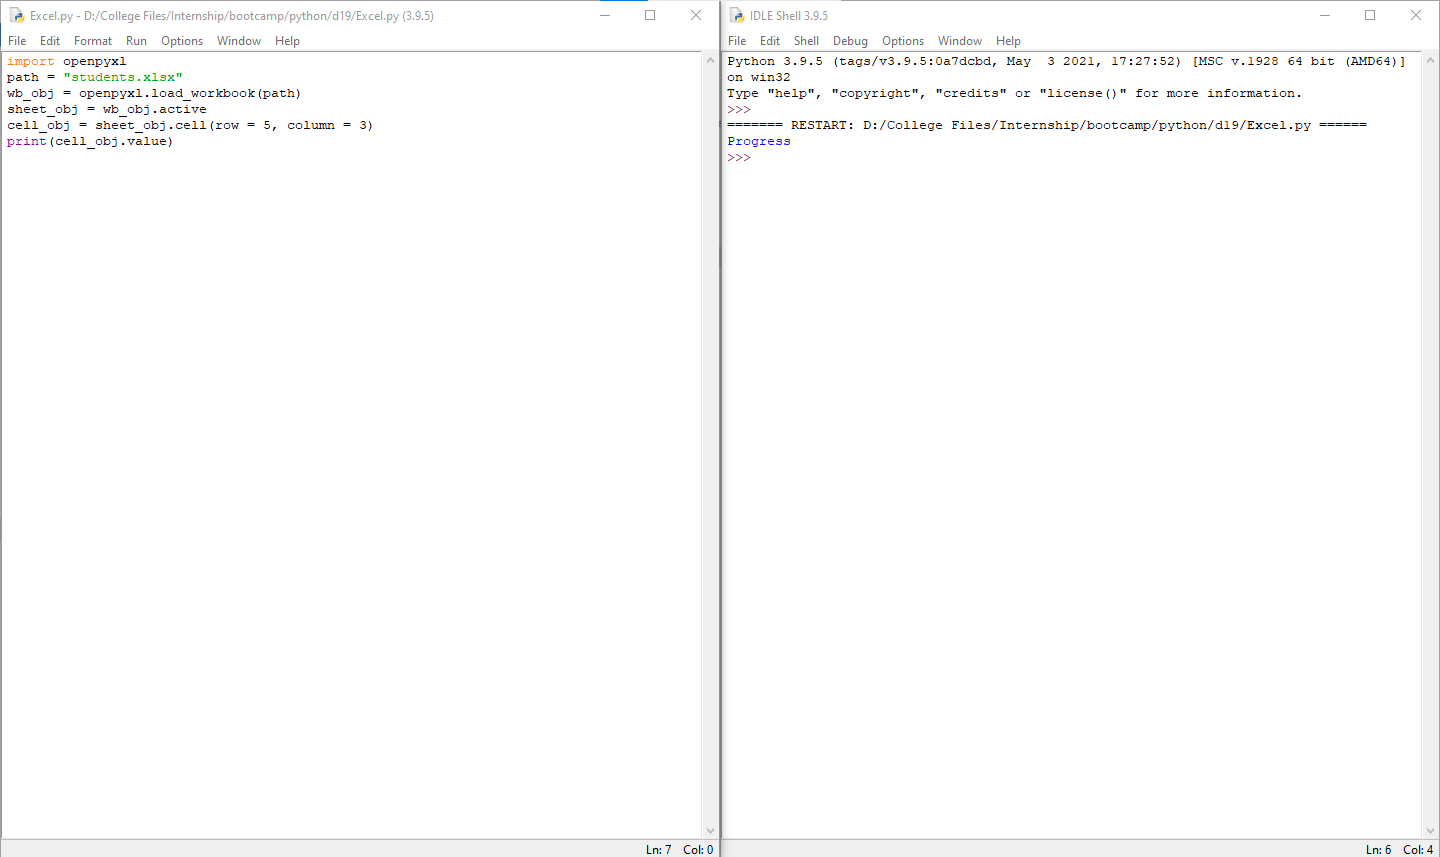 Excel.py - D:/College Files/Internship/bootcamp/python/d19/Excel.py (3.9.5)
File Edit Format Run Options Window Help
import openpyxl
path = "students.xlsx"
wb_obj = openpyxl.load_workbook(path)
sheet_obj = wb_obj.active
cell_obj = sheet_obj.cell(row = 5, column = 3)
print(cell_obj.value)
Ln: 7 Col: 0
IDLE Shell 3.9.5
File Edit Shell Debug Options Window Help
Python 3.9.5 (tags/v3.9.5:0a7dcbd, May  3 2021, 17:27:52) [MSC v.1928 64 bit (AMD64)]
on win32
Type "help", "copyright", "credits" or "license()" for more information.
>>>
======= RESTART: D:/College Files/Internship/bootcamp/python/d19/Excel.py ======
Progress
>>>
Ln: 6 Col: 4